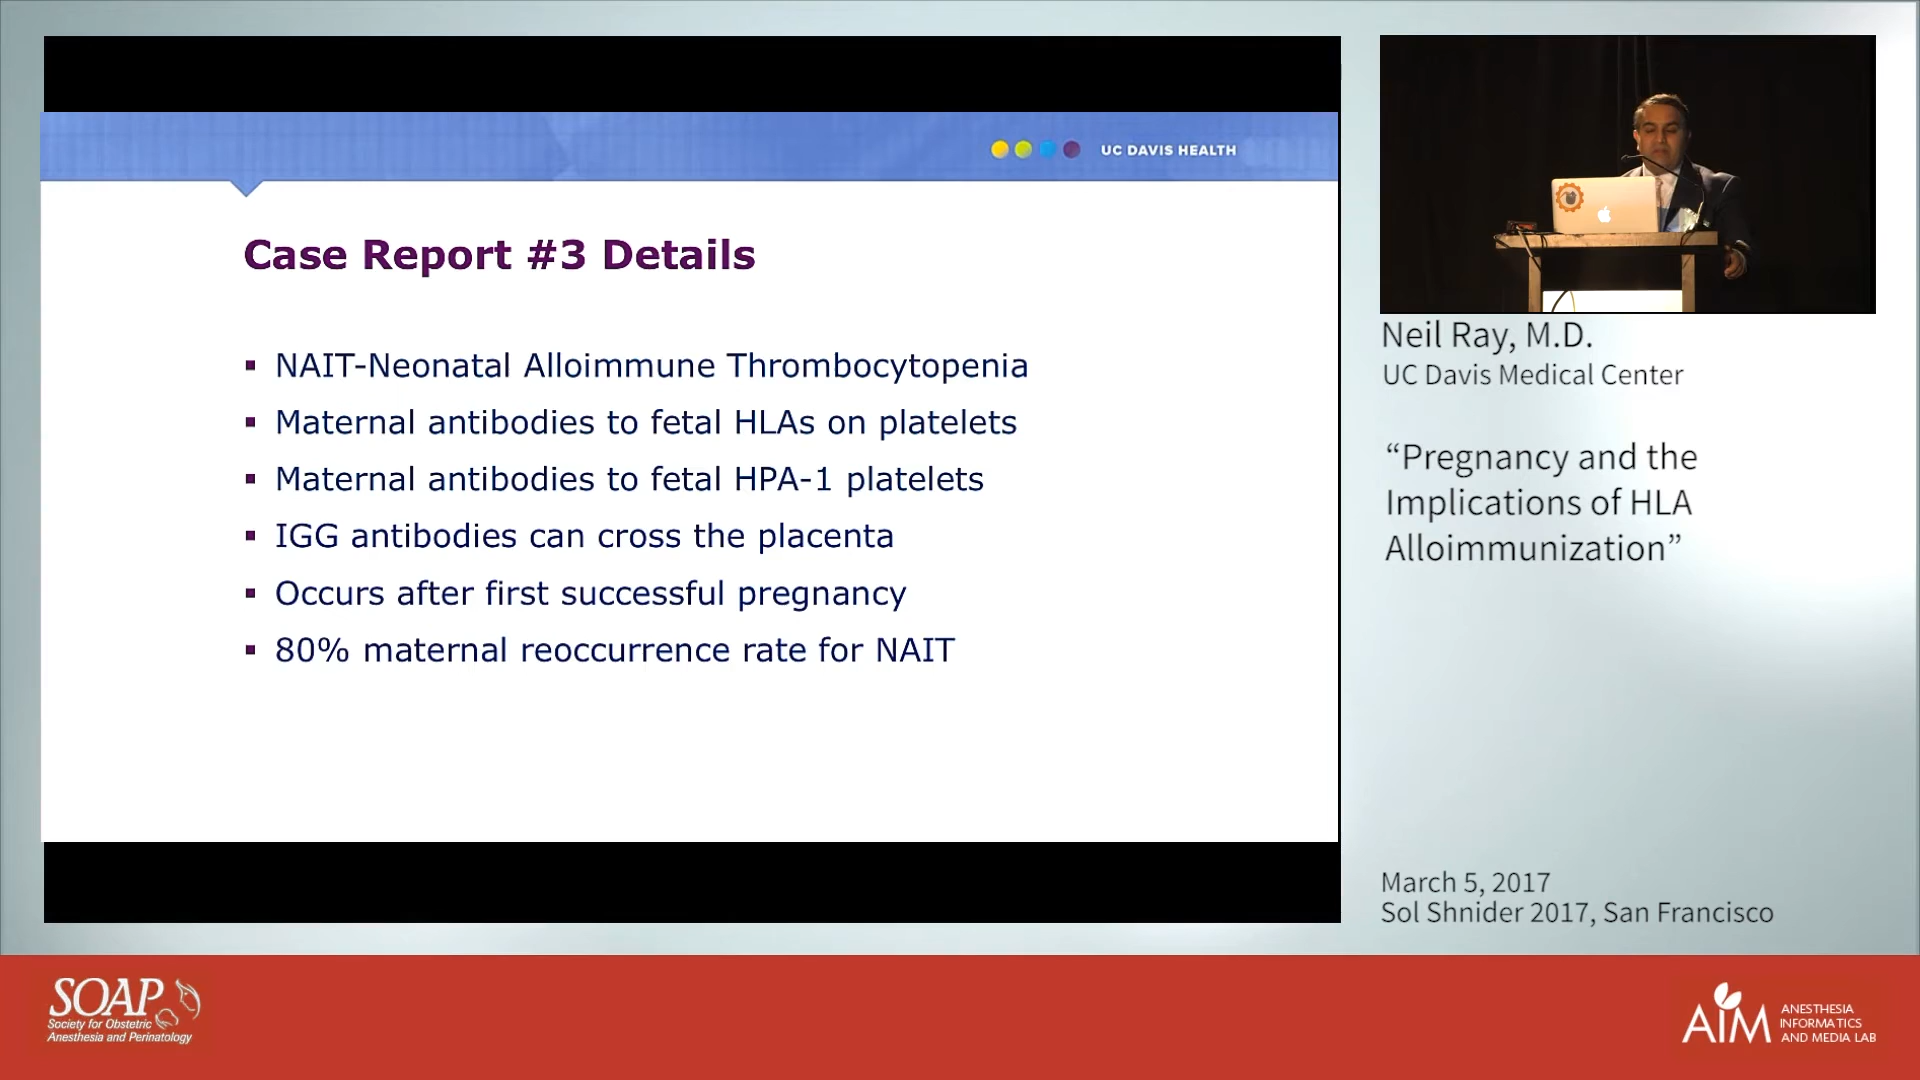 UC DAVIS HEALTH
Case Report #3 Details
▪ NAIT-Neonatal Alloimmune Thrombocytopenia
▪ Maternal antibodies to fetal HLAs on platelets
▪ Maternal antibodies to fetal HPA-1 platelets
▪ IGG antibodies can cross the placenta
▪ Occurs after first successful pregnancy
▪ 80% maternal reoccurrence rate for NAIT
Neil Ray, M.D.
UC Davis Medical Center
“Pregnancy and the
Implications of HLA
Alloimmunization”
March 5, 2017
Sol Shnider 2017, San Francisco
SOAP
Society for Obstetric
Anesthesia and Perinatology
AIM
ANESTHESIA
INFORMATICS
AND MEDIA LAB